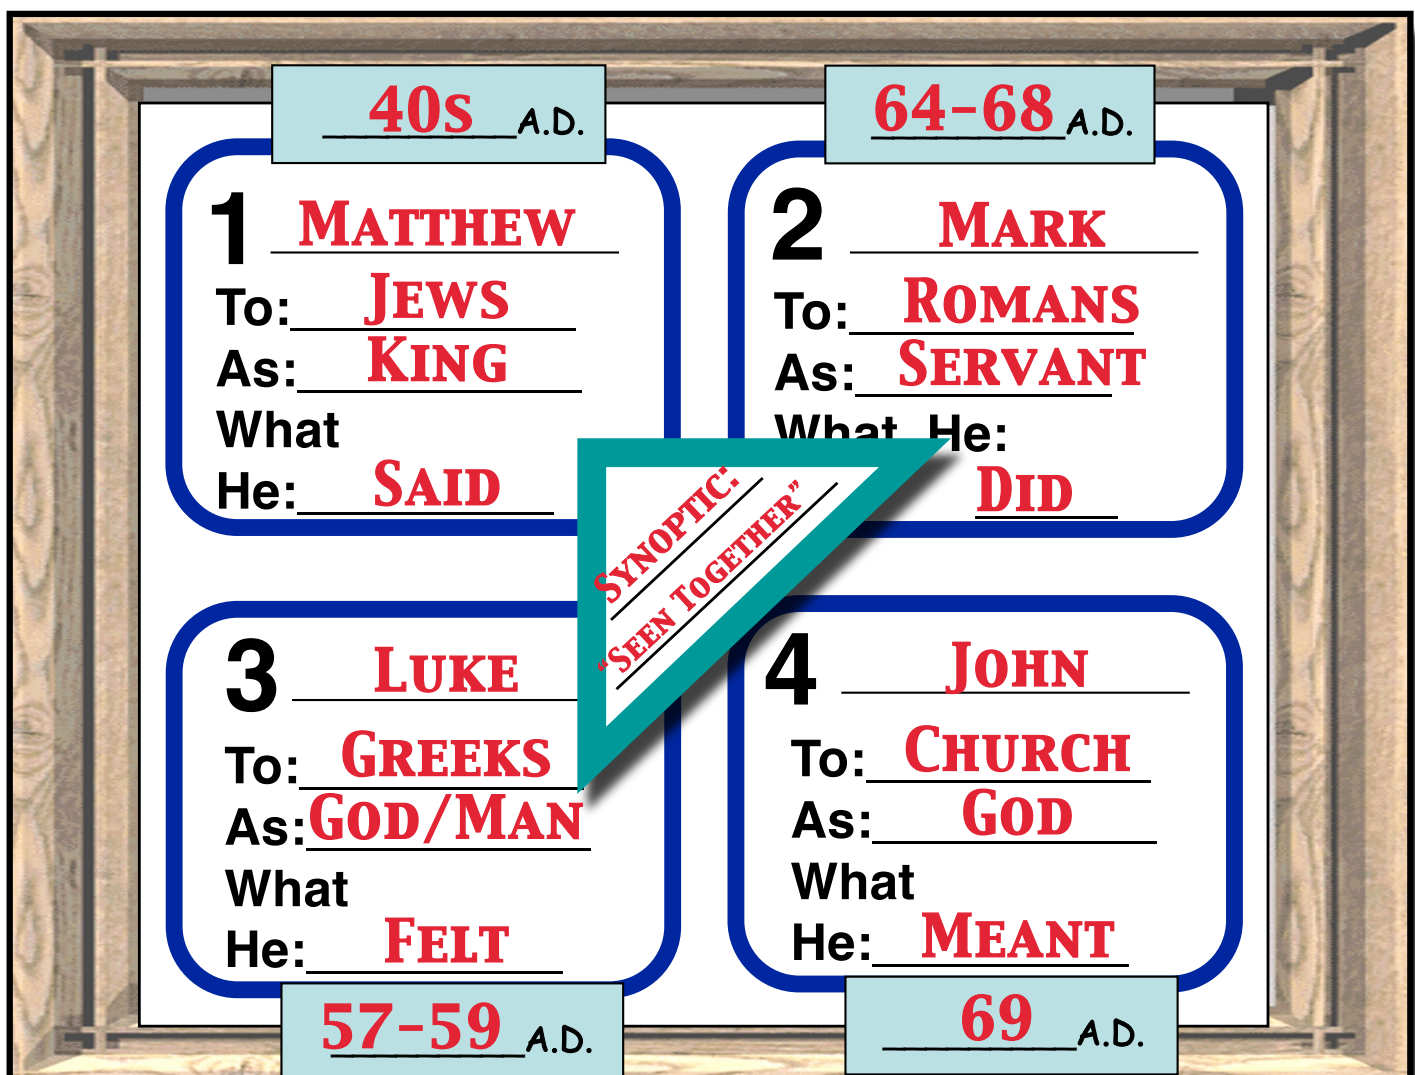 40s A.D.
1 Matthew
To: Jews
As: King
What
He: Said
64-68 A.D.
2 Mark
To: Romans
As: Servant
What He:
Did
Synoptic:
“Seen Together”
3 Luke
To: Greeks
As: God/Man
What
He: Felt
57-59 A.D.
4 John
To: Church
As: God
What
He: Meant
69 A.D.